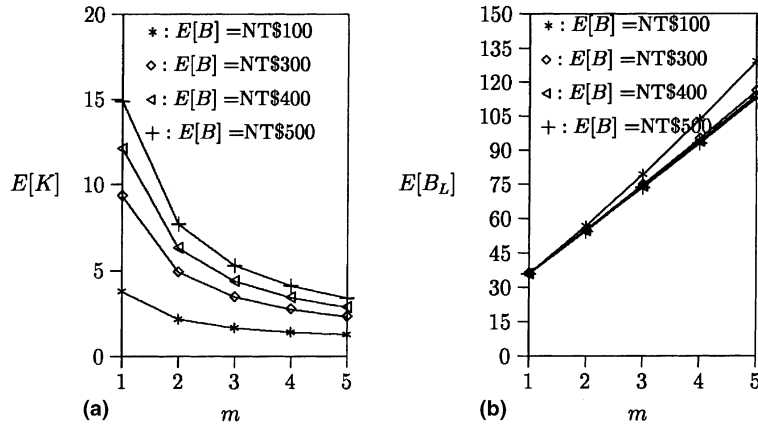 20
15
10
5
0
E[K]
∗ : E[B] =NT$100
◇ : E[B] =NT$300
◁ : E[B] =NT$400
+ : E[B] =NT$500
1 2 3 4 5
(a) m
150
135
120
105
90
75
60
45
30
15
0
E[B_L]
∗ : E[B] =NT$100
◇ : E[B] =NT$300
◁ : E[B] =NT$400
+ : E[B] =NT$500
1 2 3 4 5
(b) m